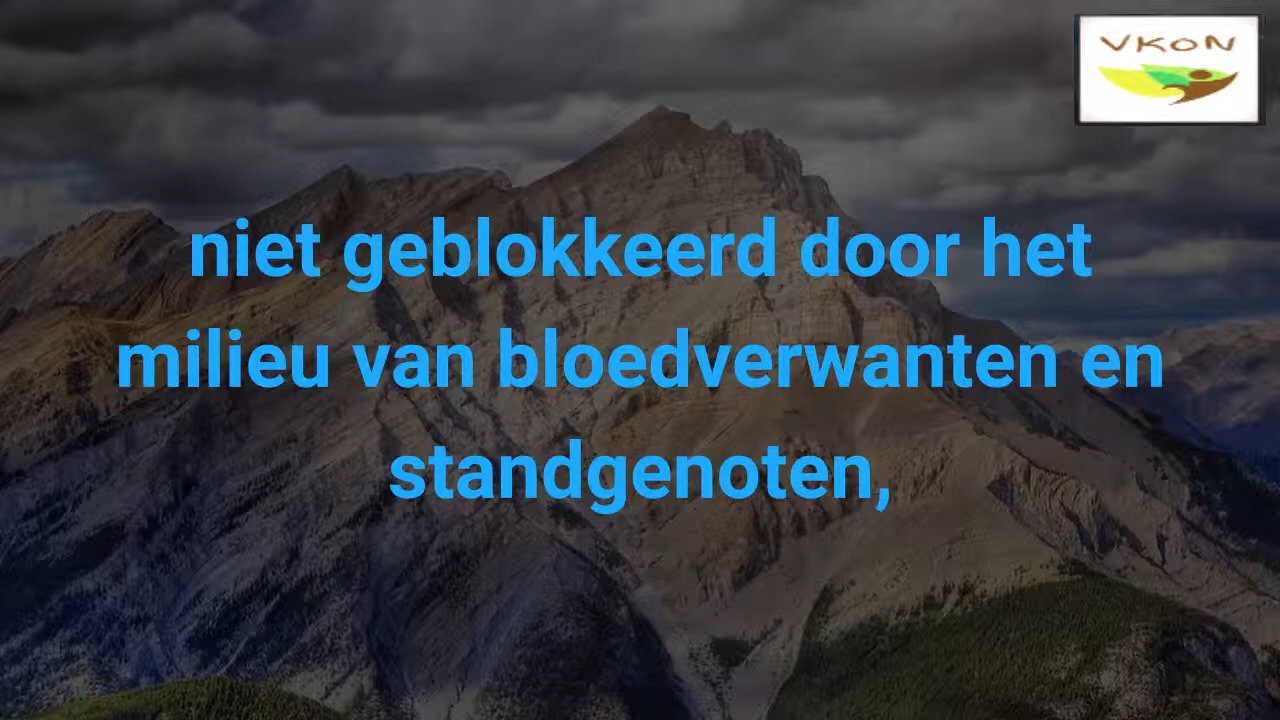 VKON
niet geblokkeerd door het
milieu van bloedverwanten en
standgenoten,